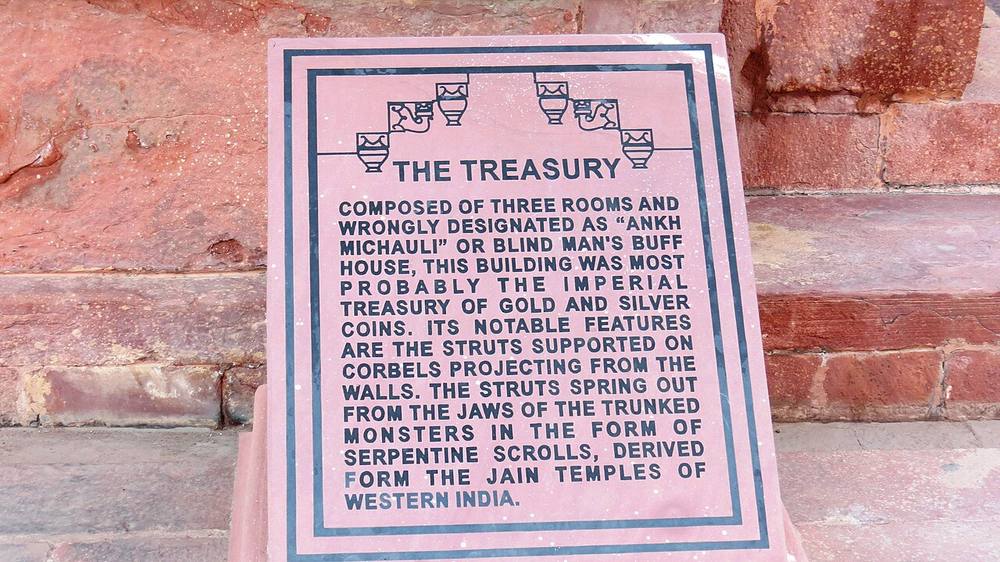 THE TREASURY
COMPOSED OF THREE ROOMS AND
WRONGLY DESIGNATED AS “ANKH
MICHAULI” OR BLIND MAN'S BUFF
HOUSE, THIS BUILDING WAS MOST
PROBABLY THE IMPERIAL
TREASURY OF GOLD AND SILVER
COINS. ITS NOTABLE FEATURES
ARE THE STRUTS SUPPORTED ON
CORBELS PROJECTING FROM THE
WALLS. THE STRUTS SPRING OUT
FROM THE JAWS OF THE TRUNKED
MONSTERS IN THE FORM OF
SERPENTINE SCROLLS, DERIVED
FORM THE JAIN TEMPLES OF
WESTERN INDIA.